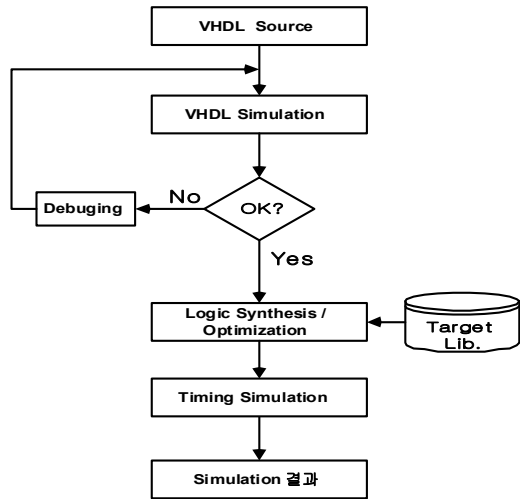 VHDL Source
VHDL Simulation
No
Debuging
OK?
Yes
Logic Synthesis /
Optimization
Target
Lib.
Timing Simulation
Simulation 결과